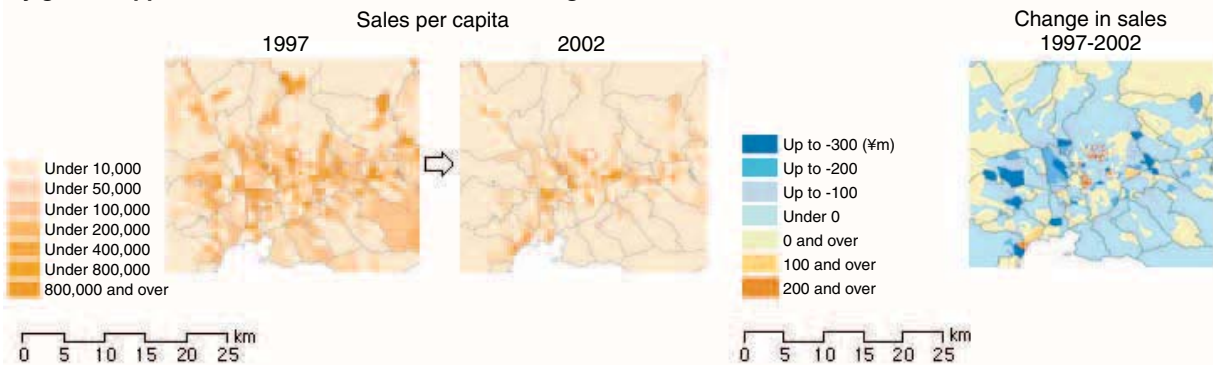 Sales per capita
1997
2002
Change in sales
1997-2002
Under 10,000
Under 50,000
Under 100,000
Under 200,000
Under 400,000
Under 800,000
800,000 and over
km
0 5 10 15 20 25
Up to -300 (¥m)
Up to -200
Up to -100
Under 0
0 and over
100 and over
200 and over
km
0 5 10 15 20 25